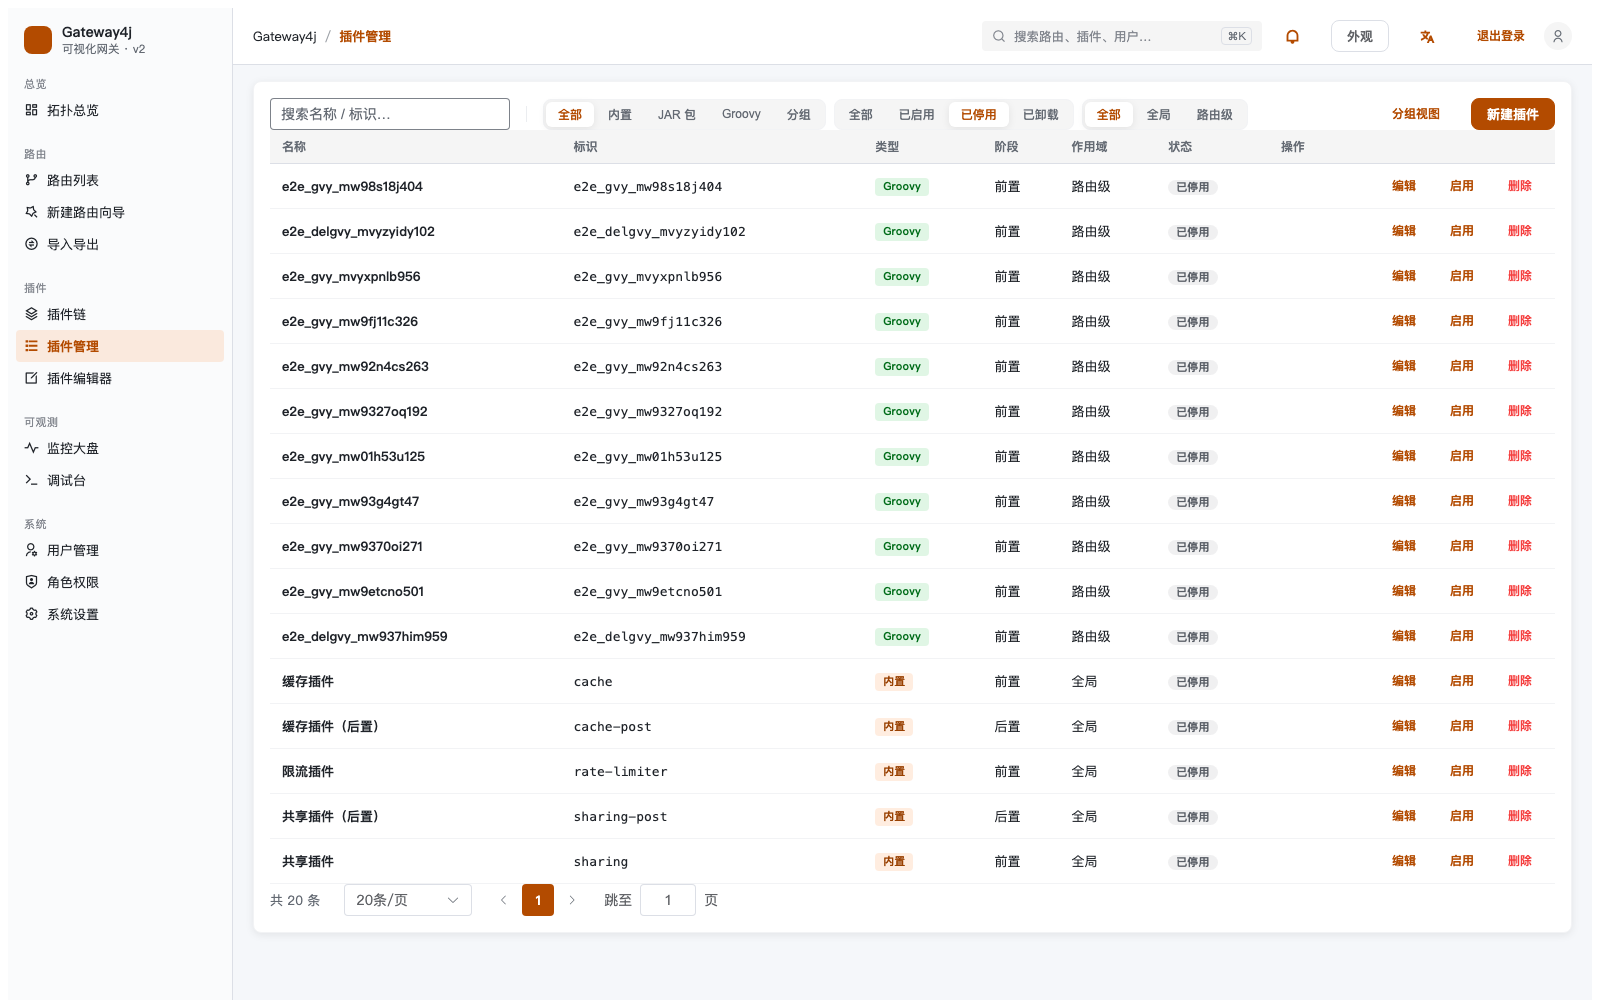 Gateway4j
可视化网关 · v2
总览
拓扑总览
路由
路由列表
新建路由向导
导入导出
插件
插件链
插件管理
插件编辑器
可观测
监控大盘
调试台
系统
用户管理
角色权限
系统设置
Gateway4j / 插件管理
搜索路由、插件、用户… ⌘K
外观
退出登录
搜索名称 / 标识… 全部 内置 JAR 包 Groovy 分组 全部 已启用 已停用 已卸载 全部 全局 路由级 分组视图 新建插件
名称 标识 类型 阶段 作用域 状态 操作
e2e_gvy_mw98s18j404 e2e_gvy_mw98s18j404 Groovy 前置 路由级 已停用 编辑 启用 删除
e2e_delgvy_mvyzyidy102 e2e_delgvy_mvyzyidy102 Groovy 前置 路由级 已停用 编辑 启用 删除
e2e_gvy_mvyxpnlb956 e2e_gvy_mvyxpnlb956 Groovy 前置 路由级 已停用 编辑 启用 删除
e2e_gvy_mw9fj11c326 e2e_gvy_mw9fj11c326 Groovy 前置 路由级 已停用 编辑 启用 删除
e2e_gvy_mw92n4cs263 e2e_gvy_mw92n4cs263 Groovy 前置 路由级 已停用 编辑 启用 删除
e2e_gvy_mw9327oq192 e2e_gvy_mw9327oq192 Groovy 前置 路由级 已停用 编辑 启用 删除
e2e_gvy_mw01h53u125 e2e_gvy_mw01h53u125 Groovy 前置 路由级 已停用 编辑 启用 删除
e2e_gvy_mw93g4gt47 e2e_gvy_mw93g4gt47 Groovy 前置 路由级 已停用 编辑 启用 删除
e2e_gvy_mw9370oi271 e2e_gvy_mw9370oi271 Groovy 前置 路由级 已停用 编辑 启用 删除
e2e_gvy_mw9etcno501 e2e_gvy_mw9etcno501 Groovy 前置 路由级 已停用 编辑 启用 删除
e2e_delgvy_mw937him959 e2e_delgvy_mw937him959 Groovy 前置 路由级 已停用 编辑 启用 删除
缓存插件 cache 内置 前置 全局 已停用 编辑 启用 删除
缓存插件（后置） cache-post 内置 后置 全局 已停用 编辑 启用 删除
限流插件 rate-limiter 内置 前置 全局 已停用 编辑 启用 删除
共享插件（后置） sharing-post 内置 后置 全局 已停用 编辑 启用 删除
共享插件 sharing 内置 前置 全局 已停用 编辑 启用 删除
共 20 条 20条/页 1 跳至 1 页